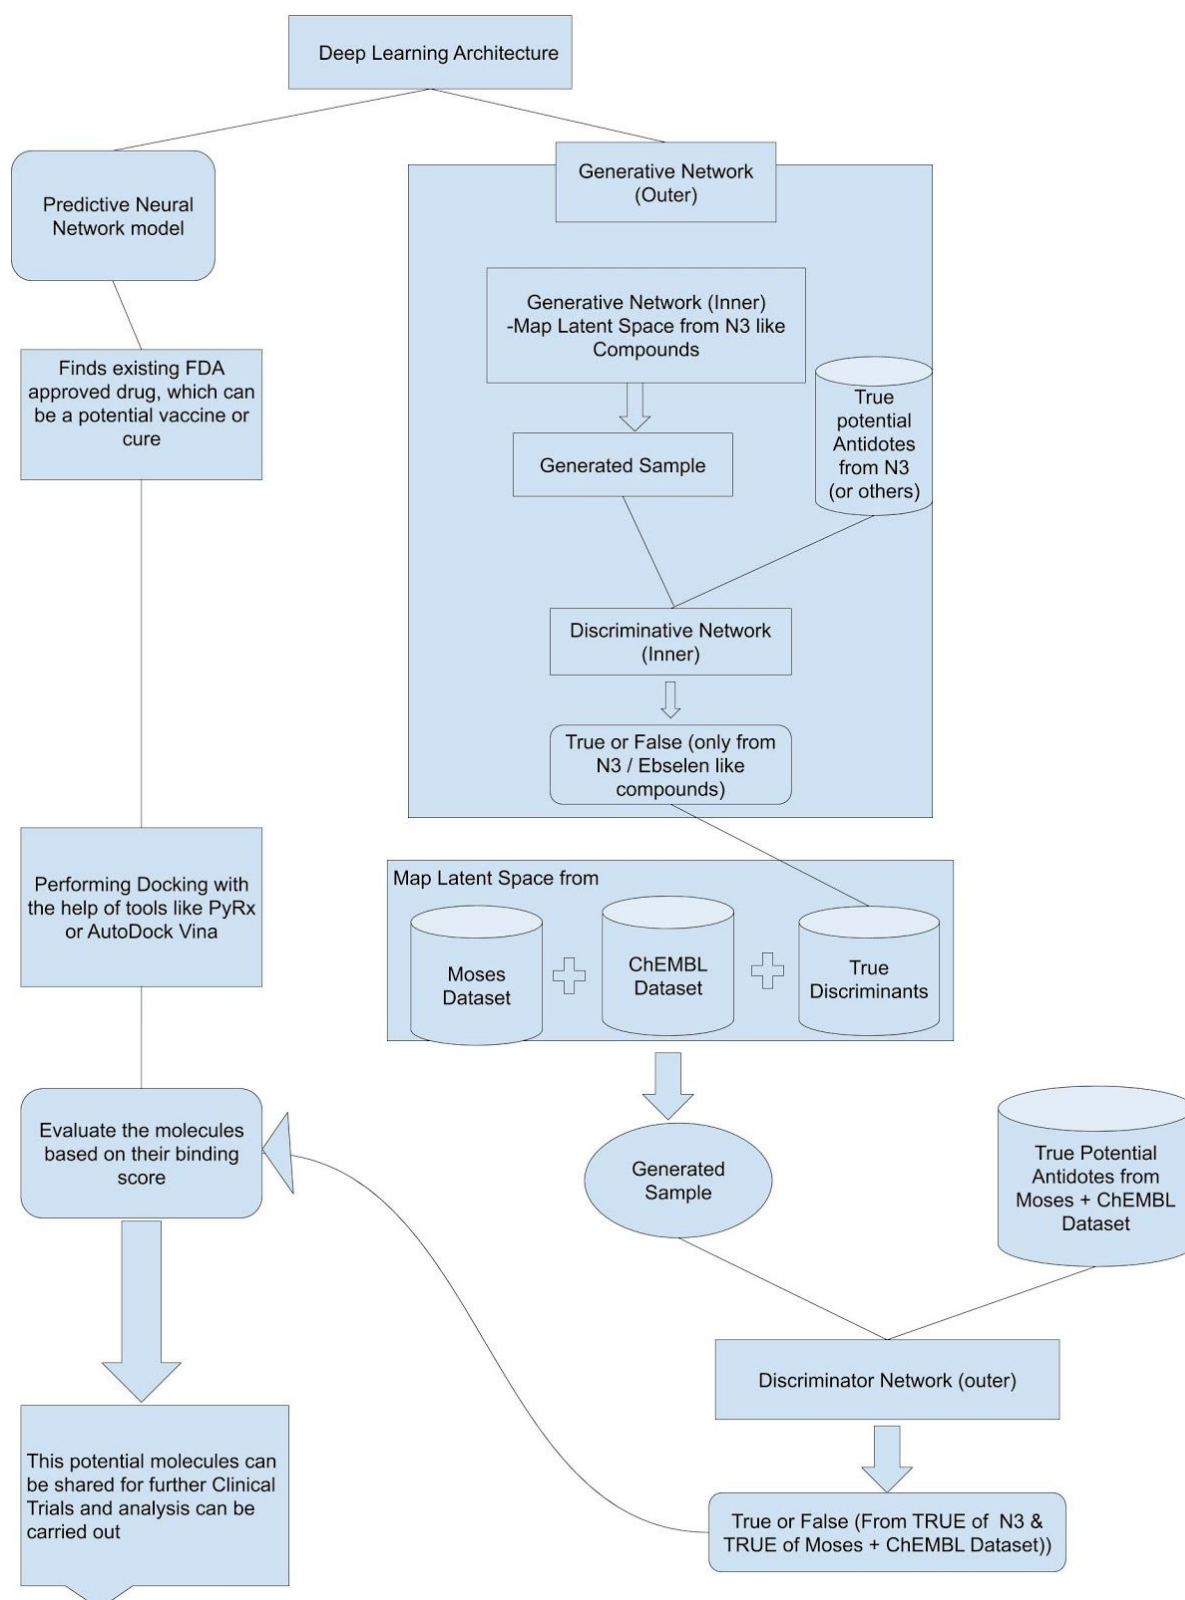 Deep Learning Architecture
Predictive Neural
Network model
Finds existing FDA
approved drug, which can
be a potential vaccine or
cure
Performing Docking with
the help of tools like PyRx
or AutoDock Vina
Evaluate the molecules
based on their binding
score
This potential molecules can
be shared for further Clinical
Trials and analysis can be
carried out
Generative Network
(Outer)
Generative Network (Inner)
-Map Latent Space from N3 like
Compounds
Generated Sample
True
potential
Antidotes
from N3
(or others)
Discriminative Network
(Inner)
True or False (only from
N3 / Ebselen like
compounds)
Map Latent Space from
Moses
Dataset
ChEMBL
Dataset
True
Discriminants
Generated
Sample
True Potential
Antidotes from
Moses + ChEMBL
Dataset
Discriminator Network (outer)
True or False (From TRUE of N3 &
TRUE of Moses + ChEMBL Dataset))